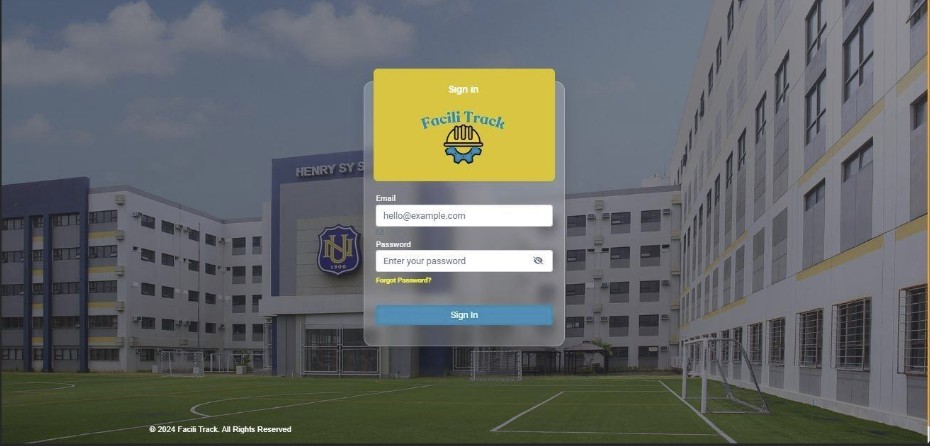 Sign in
Facili Track
HENRY SY S
NU
1900
Email
hello@example.com
Password
Enter your password
Forgot Password?
Sign In
© 2024 Facili Track. All Rights Reserved